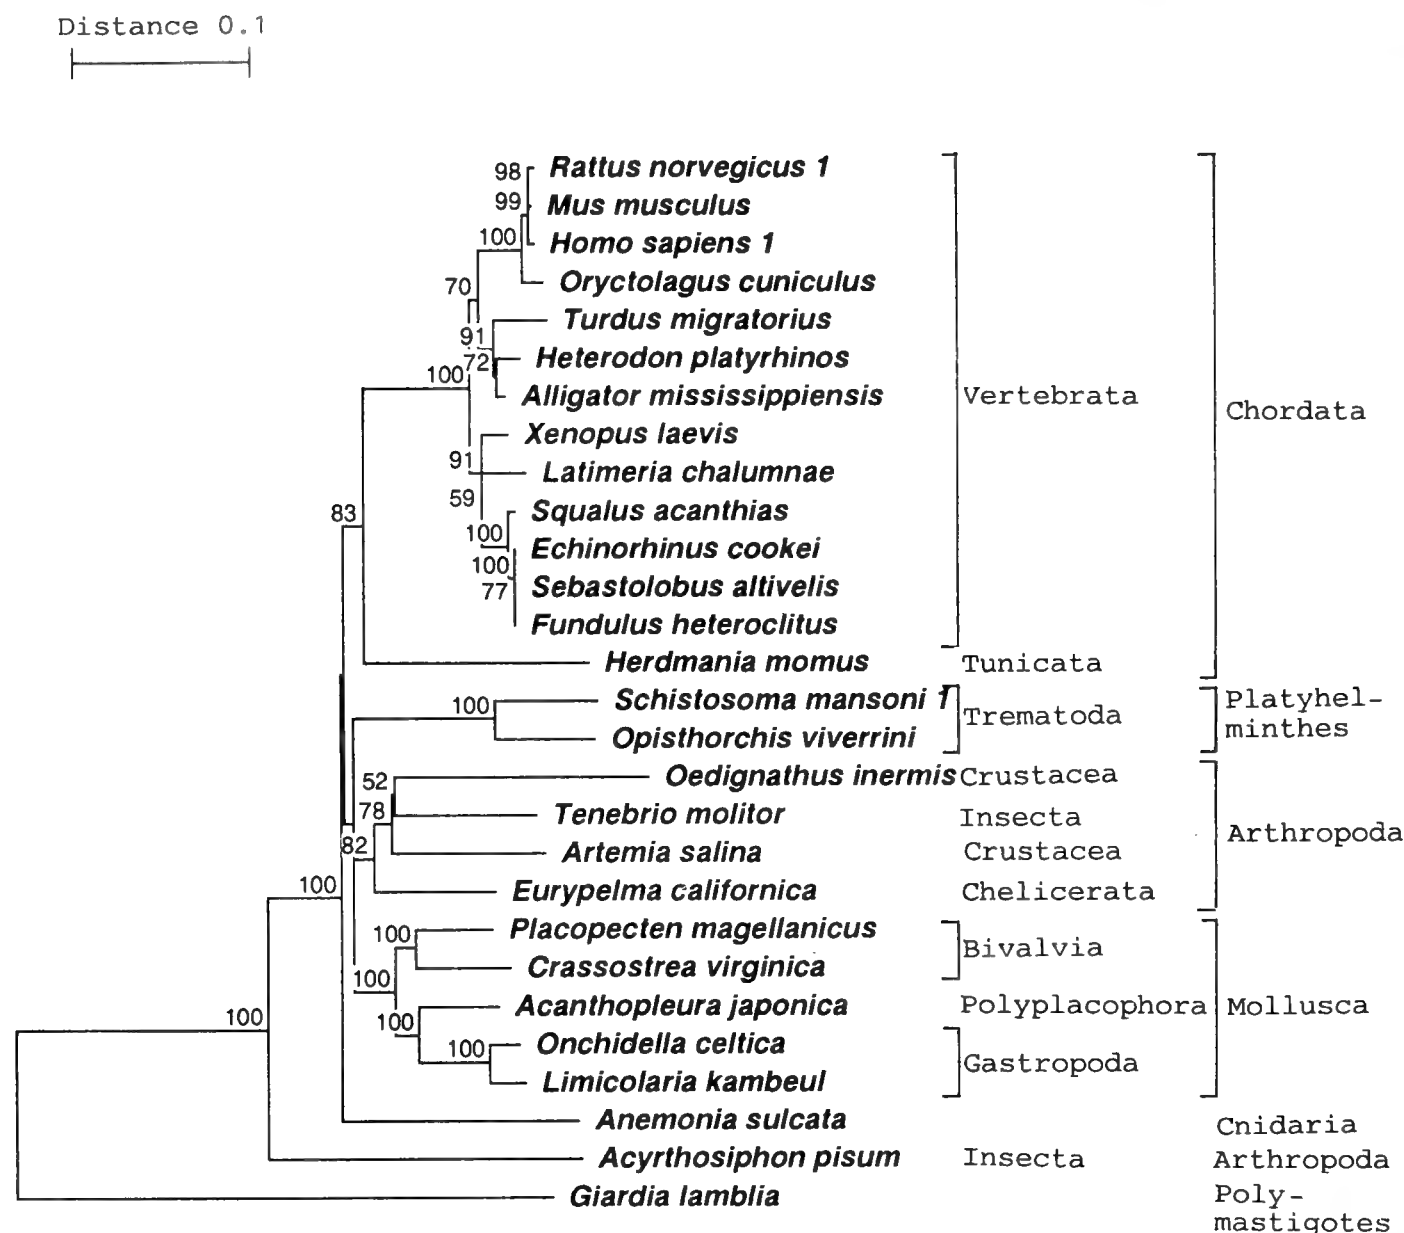 Distance 0.1
98 Rattus norvegicus 1
99 Mus musculus
100 Homo sapiens 1
Oryctolagus cuniculus
70
Turdus migratorius
91
72 Heterodon platyrhinos
100 Alligator mississippiensis Vertebrata Chordata
Xenopus laevis
91 Latimeria chalumnae
59 Squalus acanthias
83
100 Echinorhinus cookei
100
77 Sebastolobus altivelis
Fundulus heteroclitus
Herdmania momus Tunicata
100 Schistosoma mansoni 1 Trematoda Platyhel-
minthes
Opisthorchis viverrini
52 Oedignathus inermis Crustacea
78 Tenebrio molitor Insecta Arthropoda
82 Artemia salina Crustacea
100 Eurypelma californica Chelicerata
100 Placopecten magellanicus Bivalvia
Crassostrea virginica
100
Acanthopleura japonica Polyplacophora Mollusca
100 100
100 Onchidella celtica Gastropoda
Limicolaria kambeul
Anemonia sulcata Cnidaria
Acyrthosiphon pisum Insecta Arthropoda
Giardia lamblia Poly-
mastigotes